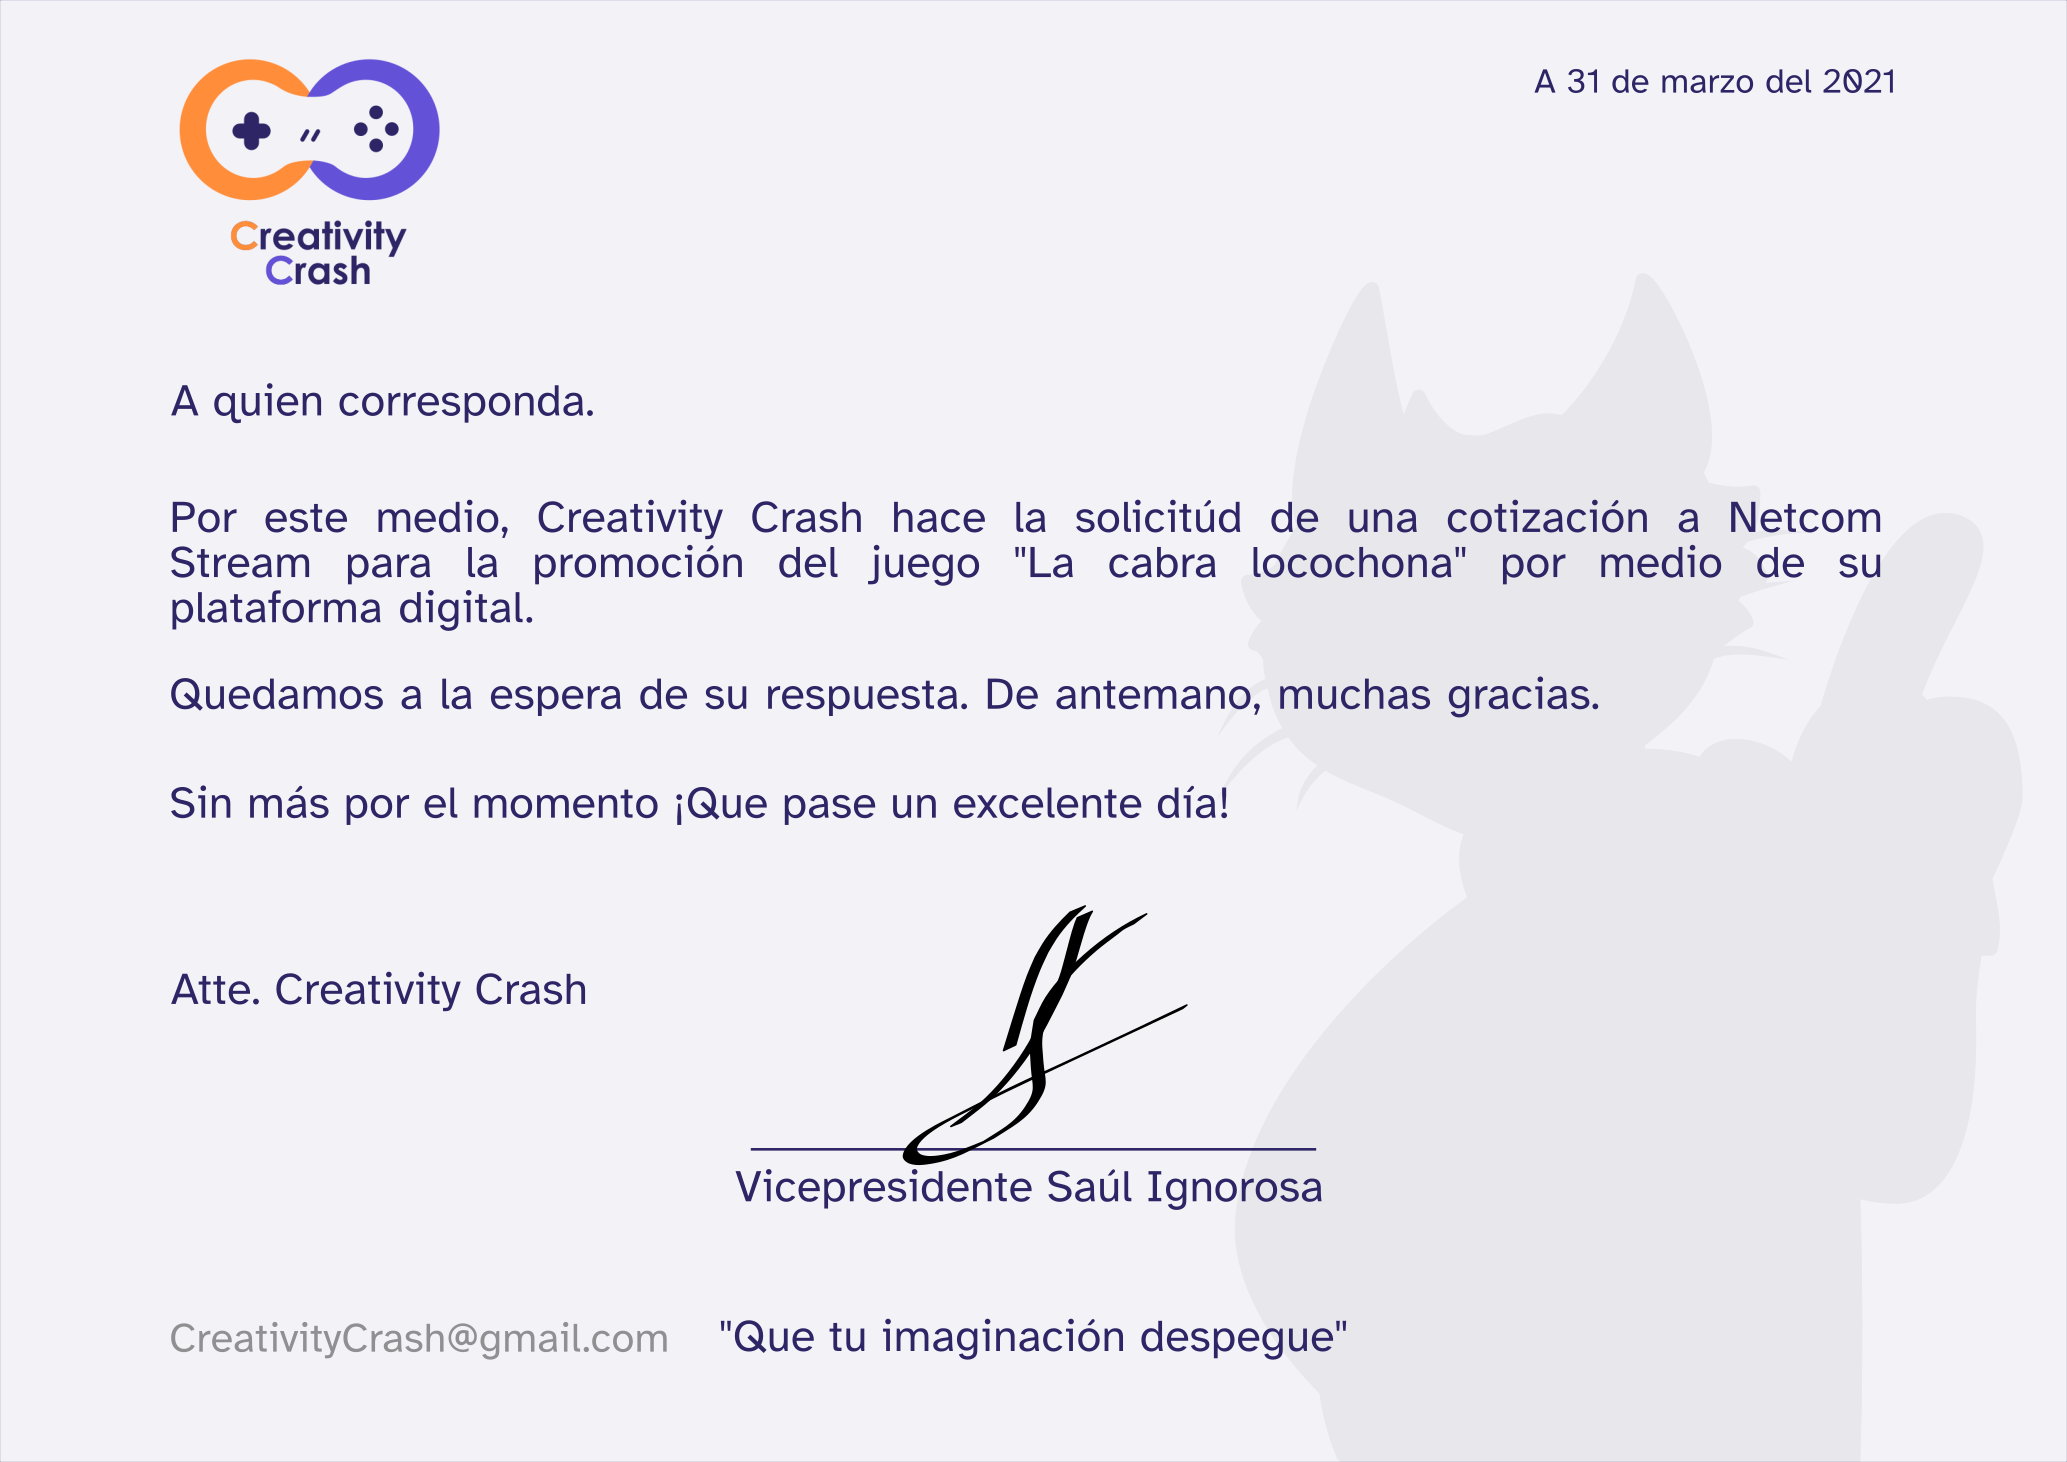 A 31 de marzo del 2021
Creativity
Crash
A quien corresponda.
Por este medio, Creativity Crash hace la solicitúd de una cotización a Netcom
Stream para la promoción del juego "La cabra locochona" por medio de su
plataforma digital.
Quedamos a la espera de su respuesta. De antemano, muchas gracias.
Sin más por el momento ¡Que pase un excelente día!
Atte. Creativity Crash
Vicepresidente Saúl Ignorosa
CreativityCrash@gmail.com "Que tu imaginación despegue"